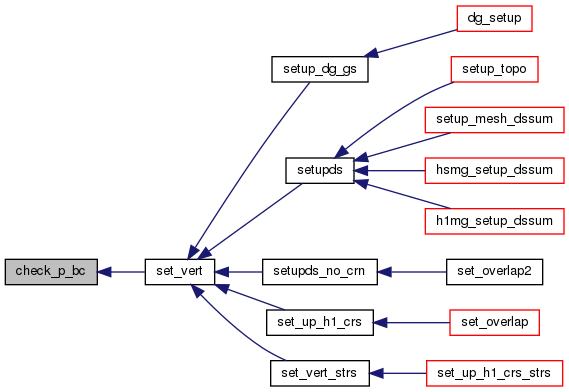 dg_setup
setup_dg_gs
setup_topo
setup_mesh_dssum
setupds
hsmg_setup_dssum
h1mg_setup_dssum
check_p_bc
set_vert
setupds_no_crn
set_overlap2
set_up_h1_crs
set_overlap
set_vert_strs
set_up_h1_crs_strs